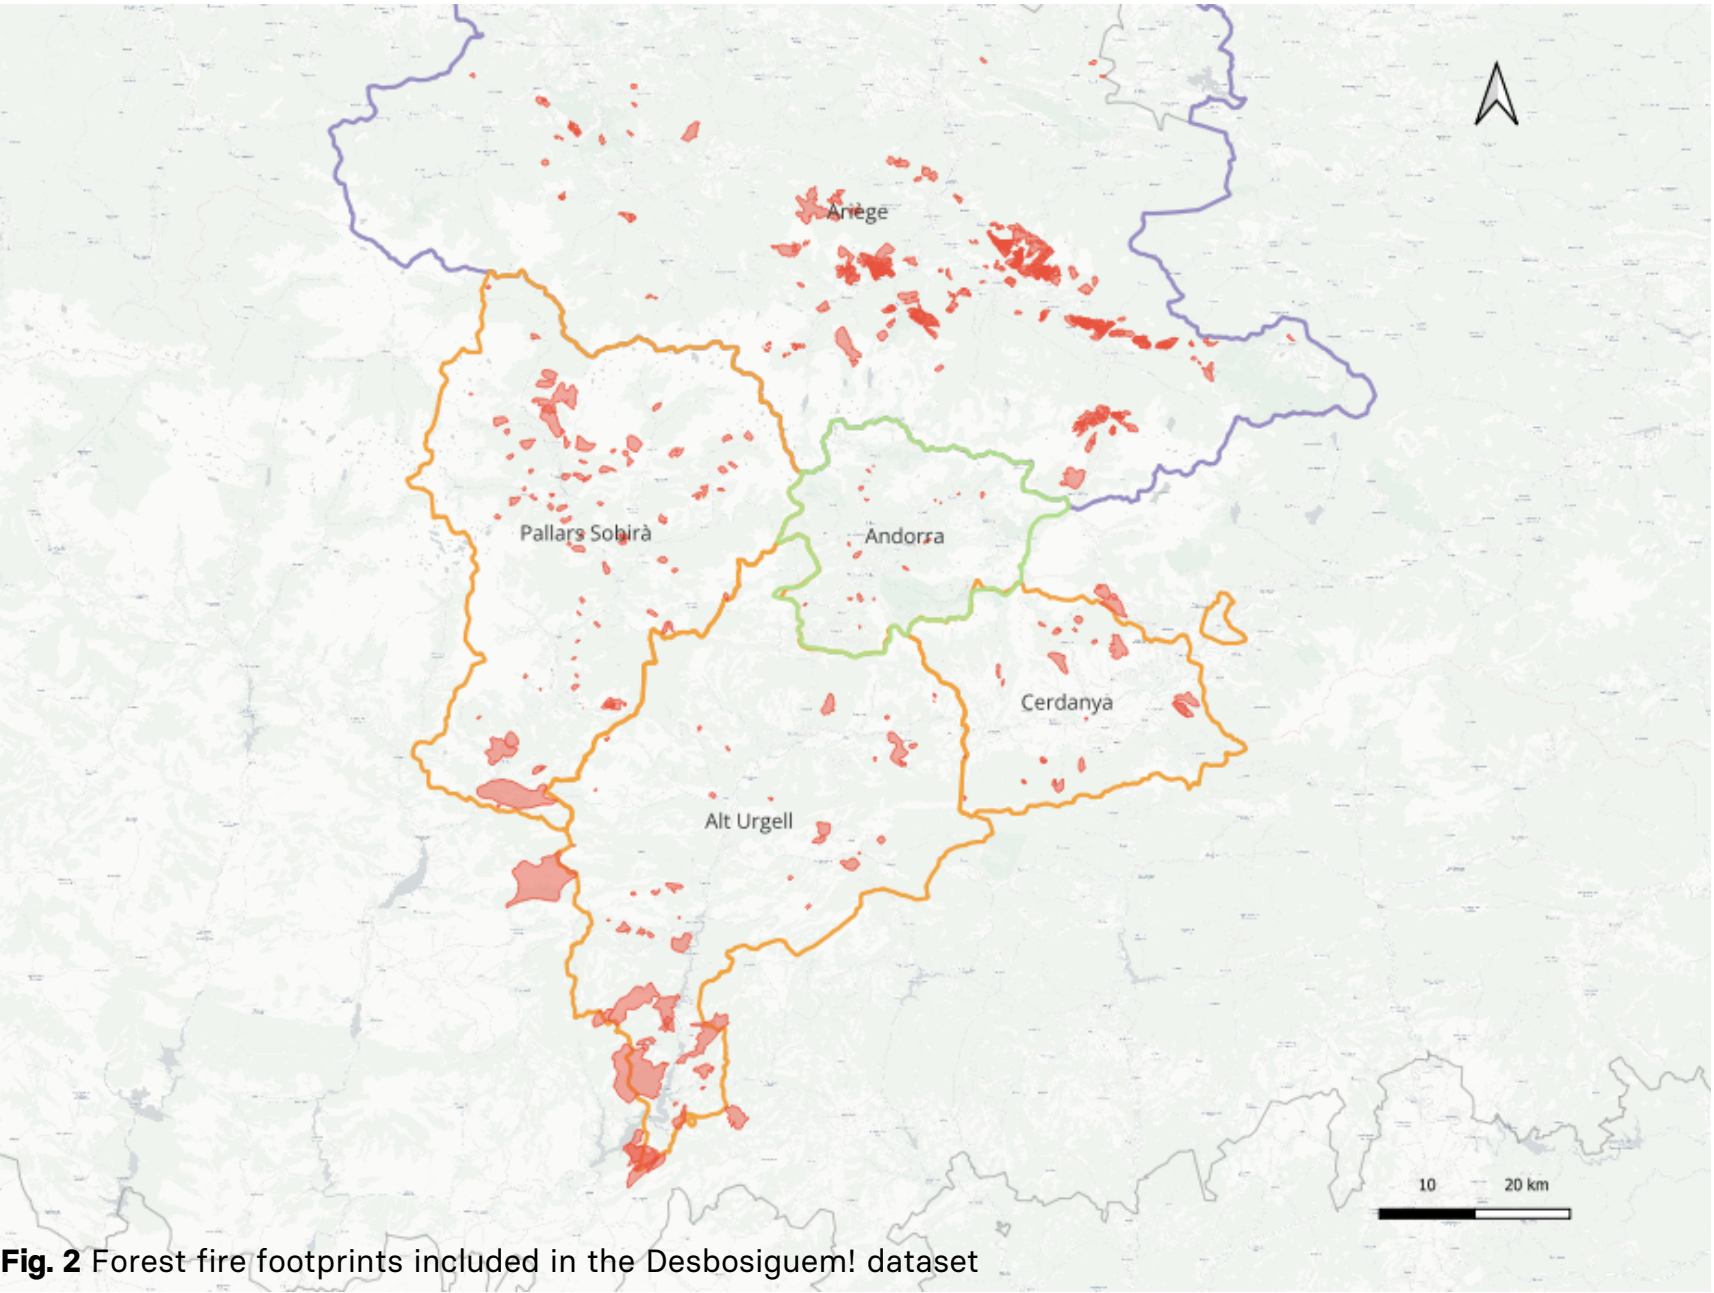 Ariège
Pallars Sobirà
Andorra
Cerdanya
Alt Urgell
10 20 km
Fig. 2 Forest fire footprints included in the Desbosiguem! dataset